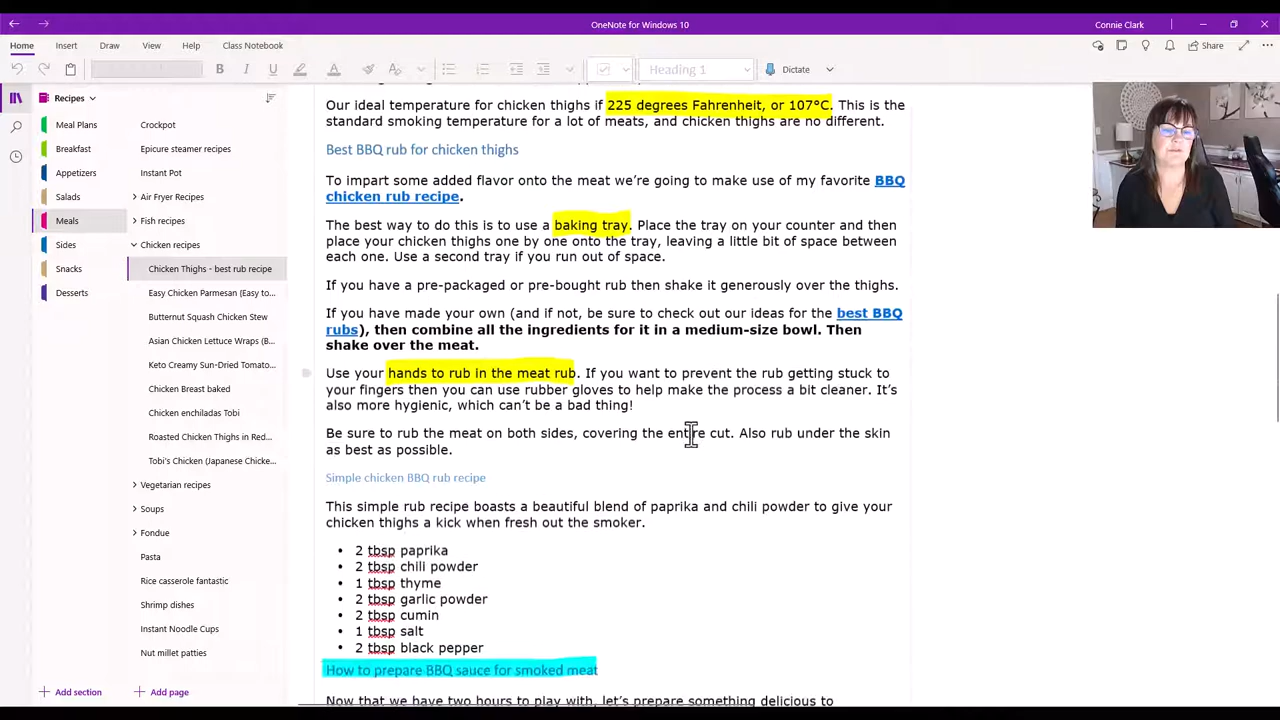 OneNote for Windows 10
Connie Clark
Home
Insert
Draw
View
Help
Class Notebook
Share
B
I
U
Heading 1
Dictate
Recipes
Meal Plans
Breakfast
Appetizers
Salads
Meals
Sides
Snacks
Desserts
Crockpot
Epicure steamer recipes
Instant Pot
Air Fryer Recipes
Fish recipes
Chicken recipes
Chicken Thighs - best rub recipe
Easy Chicken Parmesan (Easy to...
Butternut Squash Chicken Stew
Asian Chicken Lettuce Wraps (B...
Keto Creamy Sun-Dried Tomato...
Chicken Breast baked
Chicken enchiladas Tobi
Roasted Chicken Thighs in Red...
Tobi's Chicken (Japanese Chicke...
Vegetarian recipes
Soups
Fondue
Pasta
Rice casserole fantastic
Shrimp dishes
Instant Noodle Cups
Nut millet patties
Add section
Add page
Our ideal temperature for chicken thighs if 225 degrees Fahrenheit, or 107°C. This is the
standard smoking temperature for a lot of meats, and chicken thighs are no different.
Best BBQ rub for chicken thighs
To impart some added flavor onto the meat we're going to make use of my favorite BBQ
chicken rub recipe.
The best way to do this is to use a baking tray. Place the tray on your counter and then
place your chicken thighs one by one onto the tray, leaving a little bit of space between
each one. Use a second tray if you run out of space.
If you have a pre-packaged or pre-bought rub then shake it generously over the thighs.
If you have made your own (and if not, be sure to check out our ideas for the best BBQ
rubs), then combine all the ingredients for it in a medium-size bowl. Then
shake over the meat.
Use your hands to rub in the meat rub. If you want to prevent the rub getting stuck to
your fingers then you can use rubber gloves to help make the process a bit cleaner. It's
also more hygienic, which can't be a bad thing!
Be sure to rub the meat on both sides, covering the entire cut. Also rub under the skin
as best as possible.
Simple chicken BBQ rub recipe
This simple rub recipe boasts a beautiful blend of paprika and chili powder to give your
chicken thighs a kick when fresh out the smoker.
• 2 tbsp paprika
• 2 tbsp chili powder
• 1 tbsp thyme
• 2 tbsp garlic powder
• 2 tbsp cumin
• 1 tbsp salt
• 2 tbsp black pepper
How to prepare BBQ sauce for smoked meat
Now that we have two hours to play with, let's prepare something delicious to